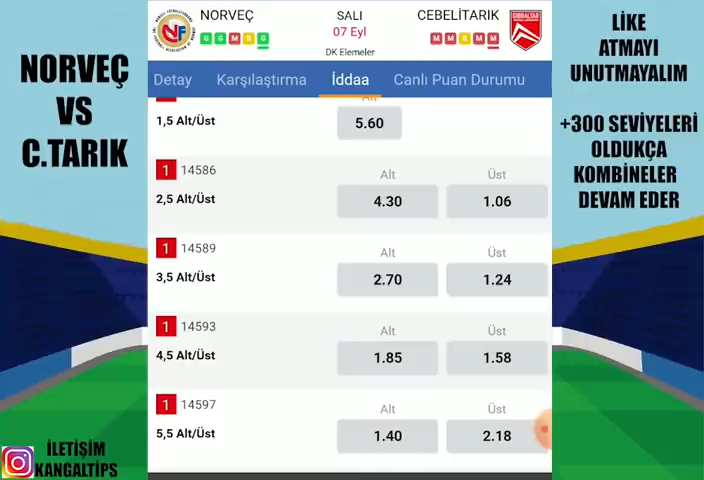 NORVEÇ
VS
C.TARIK
NORVEÇ
G G M B G
SALI
07 Eyl
DK Elemeler
CEBELİTARIK
M M B M M
LİKE
ATMAYI
UNUTMAYALIM
+300 SEVİYELERİ
OLDUKÇA
KOMBİNELER
DEVAM EDER
Detay Karşılaştırma İddaa Canlı Puan Durumu
1,5 Alt/Üst
5.60
1 14586
2,5 Alt/Üst
Alt Üst
4.30 1.06
1 14589
3,5 Alt/Üst
Alt Üst
2.70 1.24
1 14593
4,5 Alt/Üst
Alt Üst
1.85 1.58
1 14597
5,5 Alt/Üst
Alt Üst
1.40 2.18
İLETİŞİM
KANGALTİPS